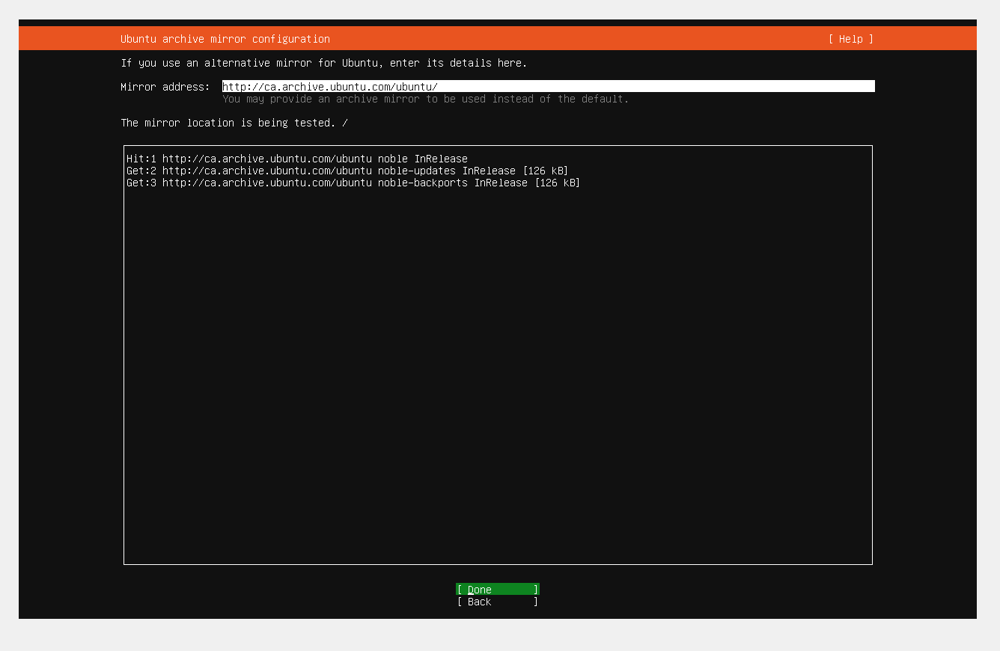 Ubuntu archive mirror configuration [ Help ]
If you use an alternative mirror for Ubuntu, enter its details here.
Mirror address: http://ca.archive.ubuntu.com/ubuntu/
You may provide an archive mirror to be used instead of the default.
The mirror location is being tested. /
Hit:1 http://ca.archive.ubuntu.com/ubuntu noble InRelease
Get:2 http://ca.archive.ubuntu.com/ubuntu noble-updates InRelease [126 kB]
Get:3 http://ca.archive.ubuntu.com/ubuntu noble-backports InRelease [126 kB]
[ Done ]
[ Back ]